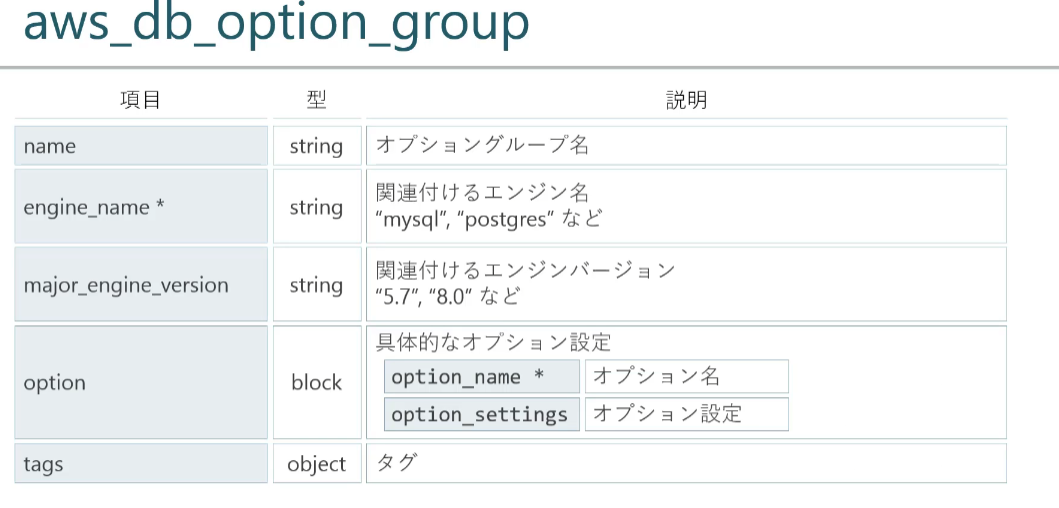 aws_db_option_group
項目 型 説明
name string オプショングループ名
engine_name * string 関連付けるエンジン名
“mysql”, “postgres” など
major_engine_version string 関連付けるエンジンバージョン
“5.7”, “8.0” など
option block 具体的なオプション設定
option_name * オプション名
option_settings オプション設定
tags object タグ